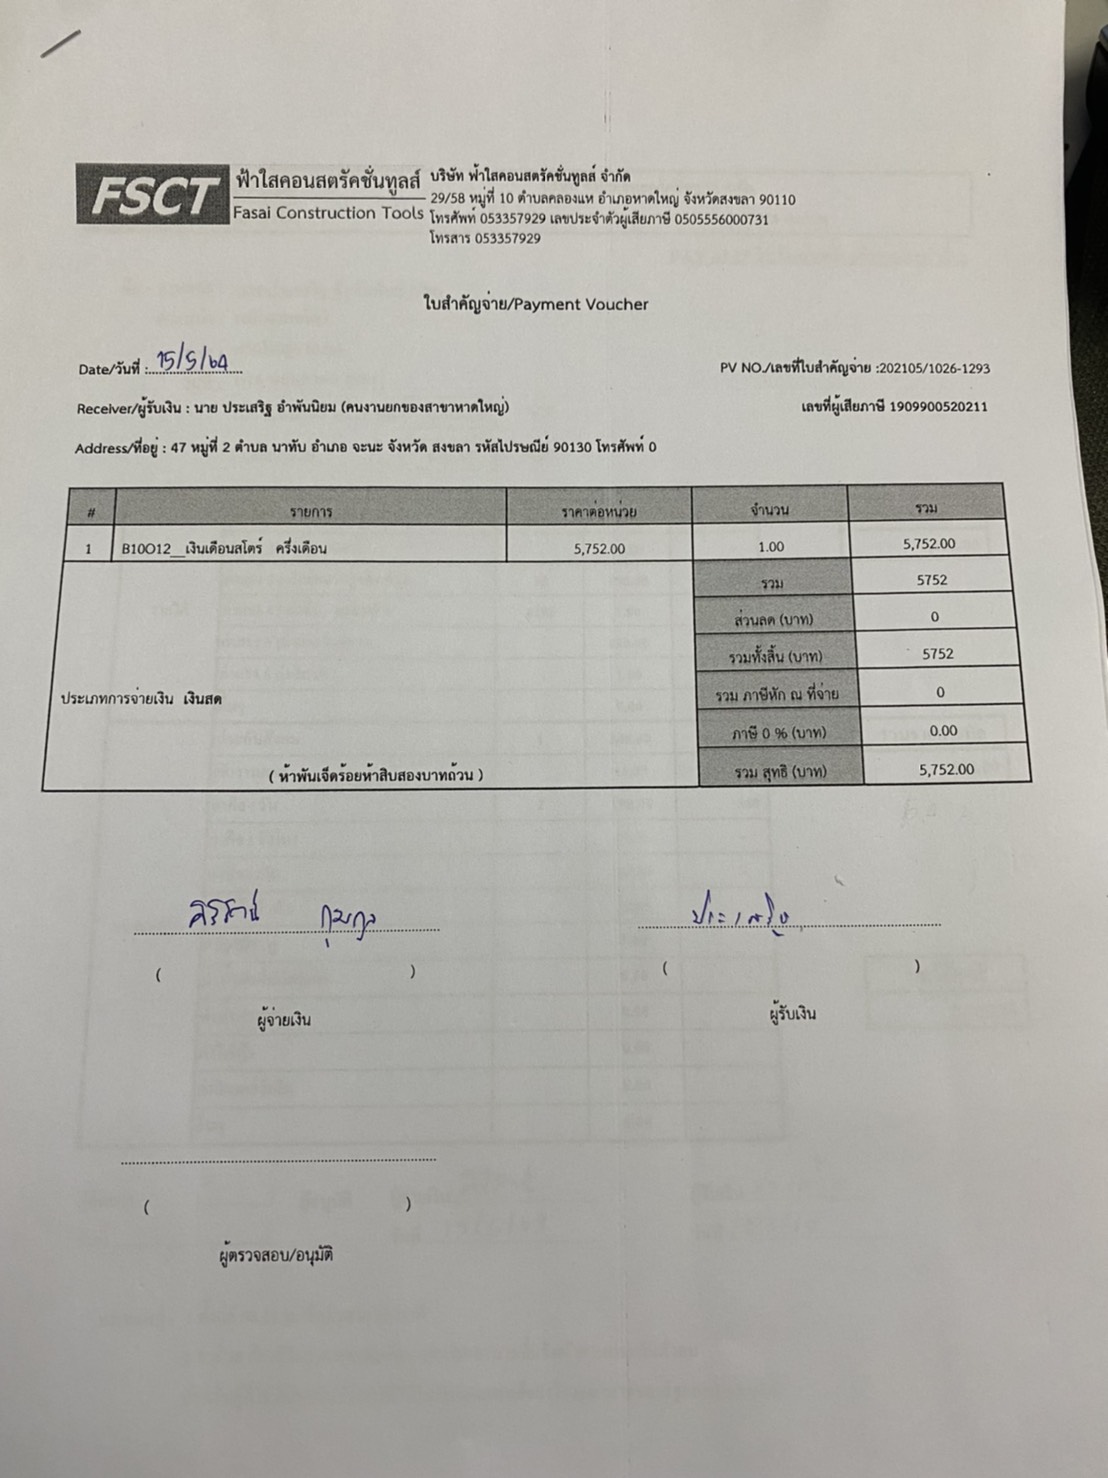 FSCT
ฟ้าใสคอนสตรัคชั่นทูลส์
Fasai Construction Tools
บริษัท ฟ้าใสคอนสตรัคชั่นทูลส์ จำกัด
29/58 หมู่ที่ 10 ตำบลคลองแห อำเภอหาดใหญ่ จังหวัดสงขลา 90110
โทรศัพท์ 053357929 เลขประจำตัวผู้เสียภาษี 0505556000731
โทรสาร 053357929
ใบสำคัญจ่าย/Payment Voucher
Date/วันที่ : 15/5/64
PV NO./เลขที่ใบสำคัญจ่าย :202105/1026-1293
Receiver/ผู้รับเงิน : นาย ประเสริฐ อำพันนิยม (คนงานยกของสาขาหาดใหญ่)
เลขที่ผู้เสียภาษี 1909900520211
Address/ที่อยู่ : 47 หมู่ที่ 2 ตำบล นาทับ อำเภอ จะนะ จังหวัด สงขลา รหัสไปรษณีย์ 90130 โทรศัพท์ 0
# รายการ ราคาต่อหน่วย จำนวน รวม
1 B10O12__เงินเดือนสโตร์ ครึ่งเดือน 5,752.00 1.00 5,752.00
รวม 5752
ส่วนลด (บาท) 0
รวมทั้งสิ้น (บาท) 5752
ประเภทการจ่ายเงิน เงินสด
รวม ภาษีหัก ณ ที่จ่าย 0
ภาษี 0 % (บาท) 0.00
( ห้าพันเจ็ดร้อยห้าสิบสองบาทถ้วน )
รวม สุทธิ (บาท) 5,752.00
ประเสริฐ
( )
( )
ผู้จ่ายเงิน
ผู้รับเงิน
( )
ผู้ตรวจสอบ/อนุมัติ